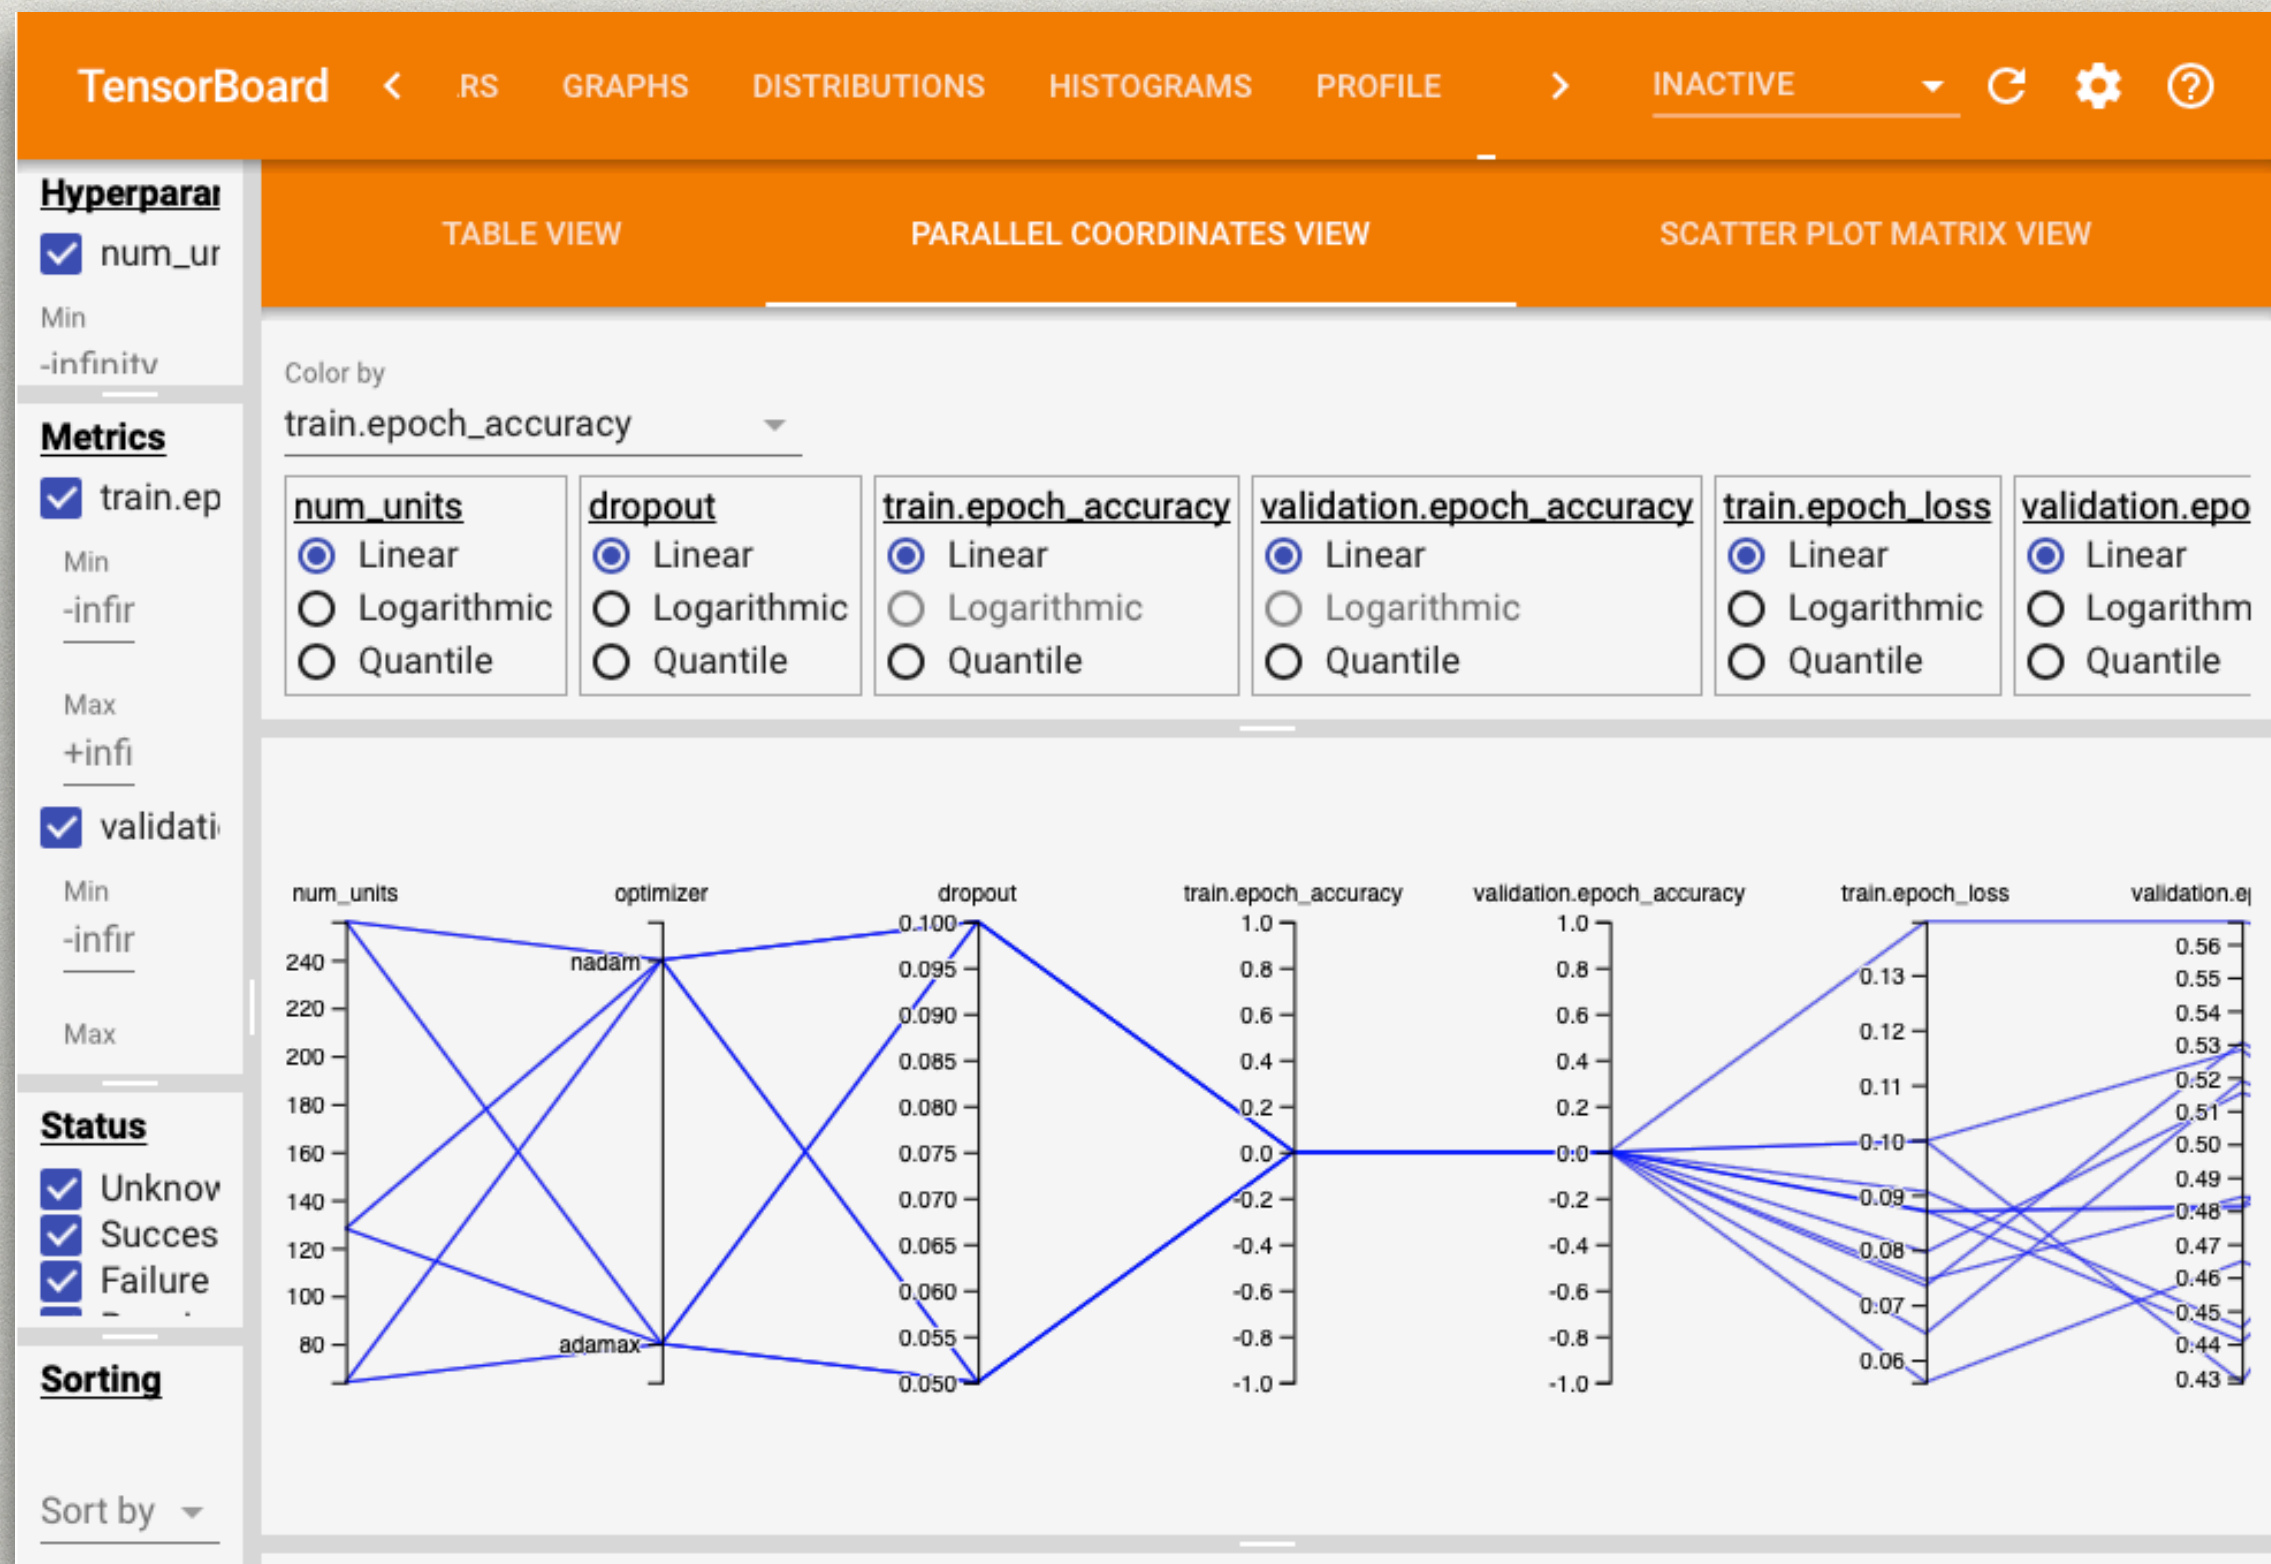 TensorBoard RS GRAPHS DISTRIBUTIONS HISTOGRAMS PROFILE INACTIVE
TABLE VIEW PARALLEL COORDINATES VIEW SCATTER PLOT MATRIX VIEW
Hyperparar
num_ur
Min
-infinity
Metrics
train.ep
Min
-infir
Max
+infi
validati
Min
-infir
Max
Status
Unknow
Succes
Failure
Sorting
Sort by
Color by
train.epoch_accuracy
num_units
Linear
Logarithmic
Quantile
dropout
Linear
Logarithmic
Quantile
train.epoch_accuracy
Linear
Logarithmic
Quantile
validation.epoch_accuracy
Linear
Logarithmic
Quantile
train.epoch_loss
Linear
Logarithmic
Quantile
validation.epo
Linear
Logarithm
Quantile
num_units
240
220
200
180
160
140
120
100
80
optimizer
nadam
adamax
dropout
0.100
0.095
0.090
0.085
0.080
0.075
0.070
0.065
0.060
0.055
0.050
train.epoch_accuracy
1.0
0.8
0.6
0.4
0.2
0.0
-0.2
-0.4
-0.6
-0.8
-1.0
validation.epoch_accuracy
1.0
0.8
0.6
0.4
0.2
0.0
-0.2
-0.4
-0.6
-0.8
-1.0
train.epoch_loss
0.13
0.12
0.11
0.10
0.09
0.08
0.07
0.06
validation.ep
0.56
0.55
0.54
0.53
0.52
0.51
0.50
0.49
0.48
0.47
0.46
0.45
0.44
0.43